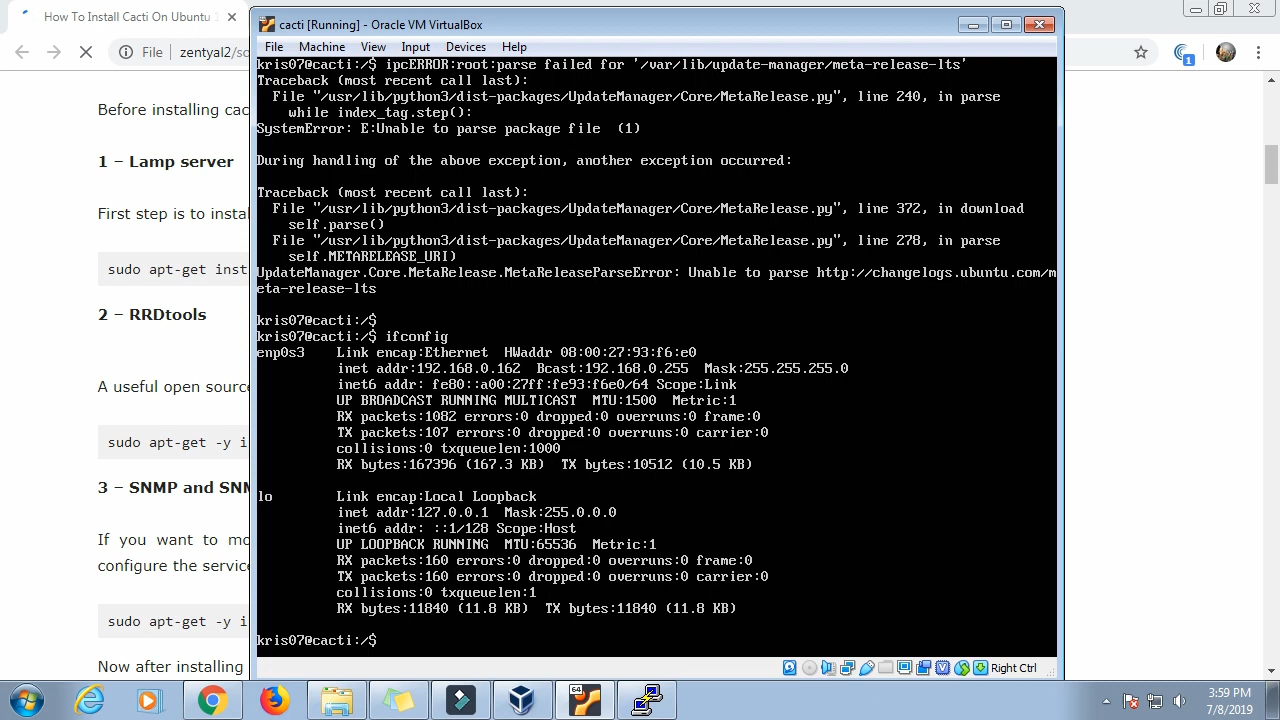 How To Install Cacti On Ubuntu
File
zentyal2/sc
1
Before installing cac
1 – Lamp server
First step is to instal
sudo apt-get inst
2 – RRDtools
A useful open source
sudo apt-get -y i
3 – SNMP and SNM
If you want to mo
configure the service
sudo apt-get -y i
Now after installing
cacti [Running] - Oracle VM VirtualBox
File Machine View Input Devices Help
kris07@cacti:/$ ipcERROR:root:parse failed for '/var/lib/update-manager/meta-release-lts'
Traceback (most recent call last):
File "/usr/lib/python3/dist-packages/UpdateManager/Core/MetaRelease.py", line 240, in parse
while index_tag.step():
SystemError: E:Unable to parse package file  (1)
During handling of the above exception, another exception occurred:
Traceback (most recent call last):
File "/usr/lib/python3/dist-packages/UpdateManager/Core/MetaRelease.py", line 372, in download
self.parse()
File "/usr/lib/python3/dist-packages/UpdateManager/Core/MetaRelease.py", line 278, in parse
self.METARELEASE_URI)
UpdateManager.Core.MetaRelease.MetaReleaseParseError: Unable to parse http://changelogs.ubuntu.com/m
eta-release-lts
kris07@cacti:/$
kris07@cacti:/$ ifconfig
enp0s3    Link encap:Ethernet  HWaddr 08:00:27:93:f6:e0
inet addr:192.168.0.162  Bcast:192.168.0.255  Mask:255.255.255.0
inet6 addr: fe80::a00:27ff:fe93:f6e0/64 Scope:Link
UP BROADCAST RUNNING MULTICAST  MTU:1500  Metric:1
RX packets:1082 errors:0 dropped:0 overruns:0 frame:0
TX packets:107 errors:0 dropped:0 overruns:0 carrier:0
collisions:0 txqueuelen:1000
RX bytes:167396 (167.3 KB)  TX bytes:10512 (10.5 KB)
lo        Link encap:Local Loopback
inet addr:127.0.0.1  Mask:255.0.0.0
inet6 addr: ::1/128 Scope:Host
UP LOOPBACK RUNNING  MTU:65536  Metric:1
RX packets:160 errors:0 dropped:0 overruns:0 frame:0
TX packets:160 errors:0 dropped:0 overruns:0 carrier:0
collisions:0 txqueuelen:1
RX bytes:11840 (11.8 KB)  TX bytes:11840 (11.8 KB)
kris07@cacti:/$
Right Ctrl
64
3:59 PM
7/8/2019